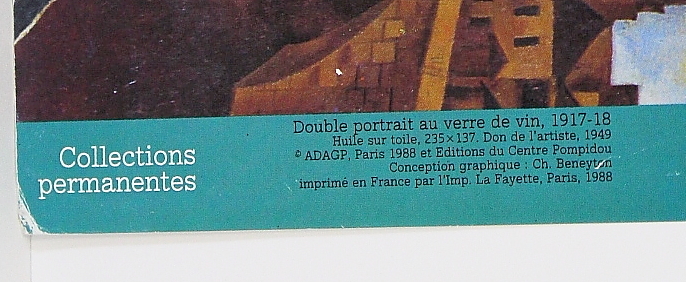 Double portrait au verre de vin, 1917-18
Huile sur toile, 235×137. Don de l'artiste, 1949
© ADAGP, Paris 1988 et Editions du Centre Pompidou
Conception graphique : Ch. Beneyton
imprimé en France par l'Imp. La Fayette, Paris, 1988
Collections
permanentes